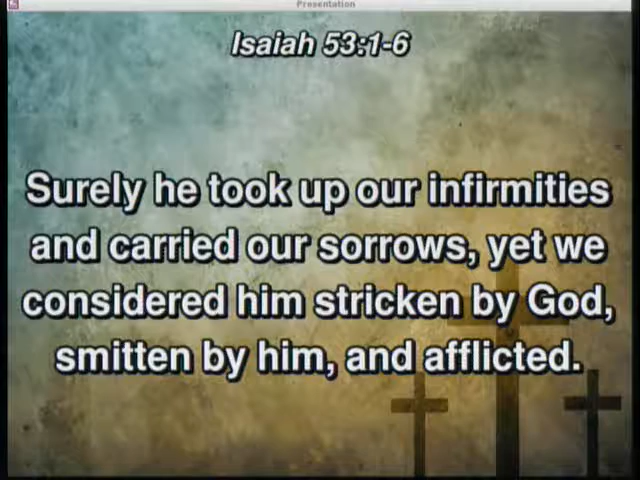 Presentation
Isaiah 53:1-6
Surely he took up our infirmities
and carried our sorrows, yet we
considered him stricken by God,
smitten by him, and afflicted.